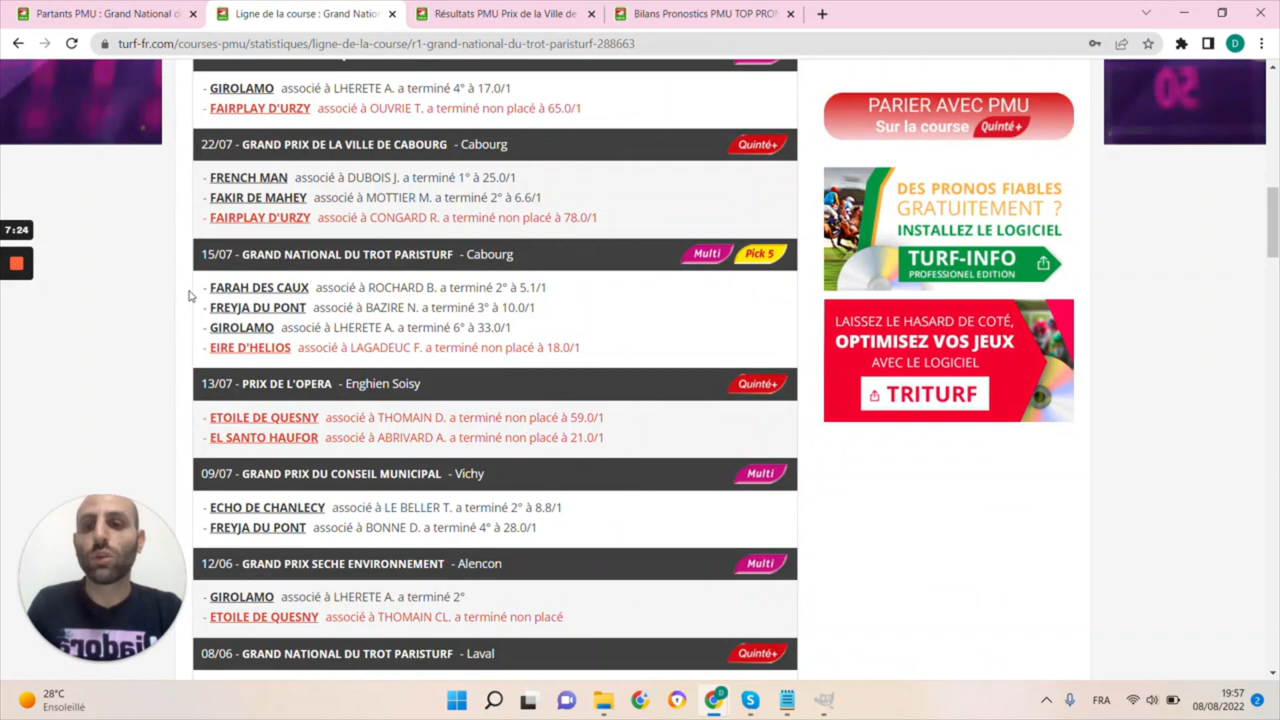 Partants PMU : Grand National d
Ligne de la course : Grand Natio
Résultats PMU Prix de la Ville de
Bilans Pronostics PMU TOP PRO
turf-fr.com/courses-pmu/statistiques/ligne-de-la-course/r1-grand-national-du-trot-paristurf-288663
D
- GIROLAMO associé à LHERETE A. a terminé 4° à 17.0/1
- FAIRPLAY D'URZY associé à OUVRIE T. a terminé non placé à 65.0/1
22/07 - GRAND PRIX DE LA VILLE DE CABOURG - Cabourg Quinté+
- FRENCH MAN associé à DUBOIS J. a terminé 1° à 25.0/1
- FAKIR DE MAHEY associé à MOTTIER M. a terminé 2° à 6.6/1
- FAIRPLAY D'URZY associé à CONGARD R. a terminé non placé à 78.0/1
15/07 - GRAND NATIONAL DU TROT PARISTURF - Cabourg Multi Pick 5
- FARAH DES CAUX associé à ROCHARD B. a terminé 2° à 5.1/1
- FREYJA DU PONT associé à BAZIRE N. a terminé 3° à 10.0/1
- GIROLAMO associé à LHERETE A. a terminé 6° à 33.0/1
- EIRE D'HELIOS associé à LAGADEUC F. a terminé non placé à 18.0/1
13/07 - PRIX DE L'OPERA - Enghien Soisy Quinté+
- ETOILE DE QUESNY associé à THOMAIN D. a terminé non placé à 59.0/1
- EL SANTO HAUFOR associé à ABRIVARD A. a terminé non placé à 21.0/1
09/07 - GRAND PRIX DU CONSEIL MUNICIPAL - Vichy Multi
- ECHO DE CHANLECY associé à LE BELLER T. a terminé 2° à 8.8/1
- FREYJA DU PONT associé à BONNE D. a terminé 4° à 28.0/1
12/06 - GRAND PRIX SECHE ENVIRONNEMENT - Alencon Multi
- GIROLAMO associé à LHERETE A. a terminé 2°
- ETOILE DE QUESNY associé à THOMAIN CL. a terminé non placé
08/06 - GRAND NATIONAL DU TROT PARISTURF - Laval Quinté+
PARIER AVEC PMU
Sur la course Quinté+
DES PRONOS FIABLES
GRATUITEMENT ?
INSTALLEZ LE LOGICIEL
TURF-INFO
PROFESSIONEL EDITION
LAISSEZ LE HASARD DE COTÉ,
OPTIMISEZ VOS JEUX
AVEC LE LOGICIEL
TRITURF
7:24
28°C
Ensoleillé
D
FRA
19:57
08/08/2022
2